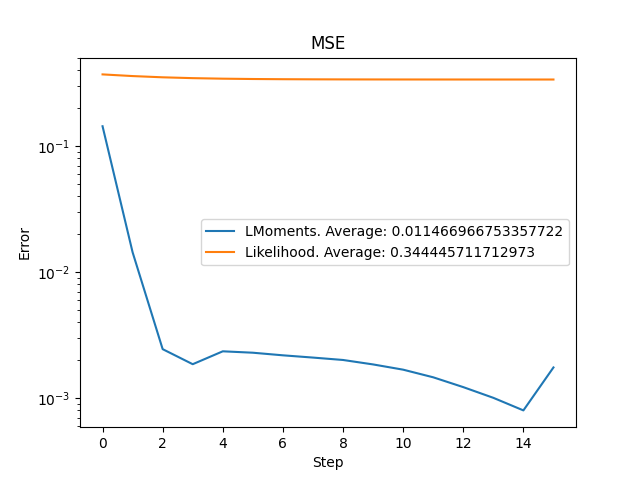 MSE
10⁻¹
10⁻²
10⁻³
Error
LMoments. Average: 0.011466966753357722
Likelihood. Average: 0.344445711712973
0 2 4 6 8 10 12 14
Step